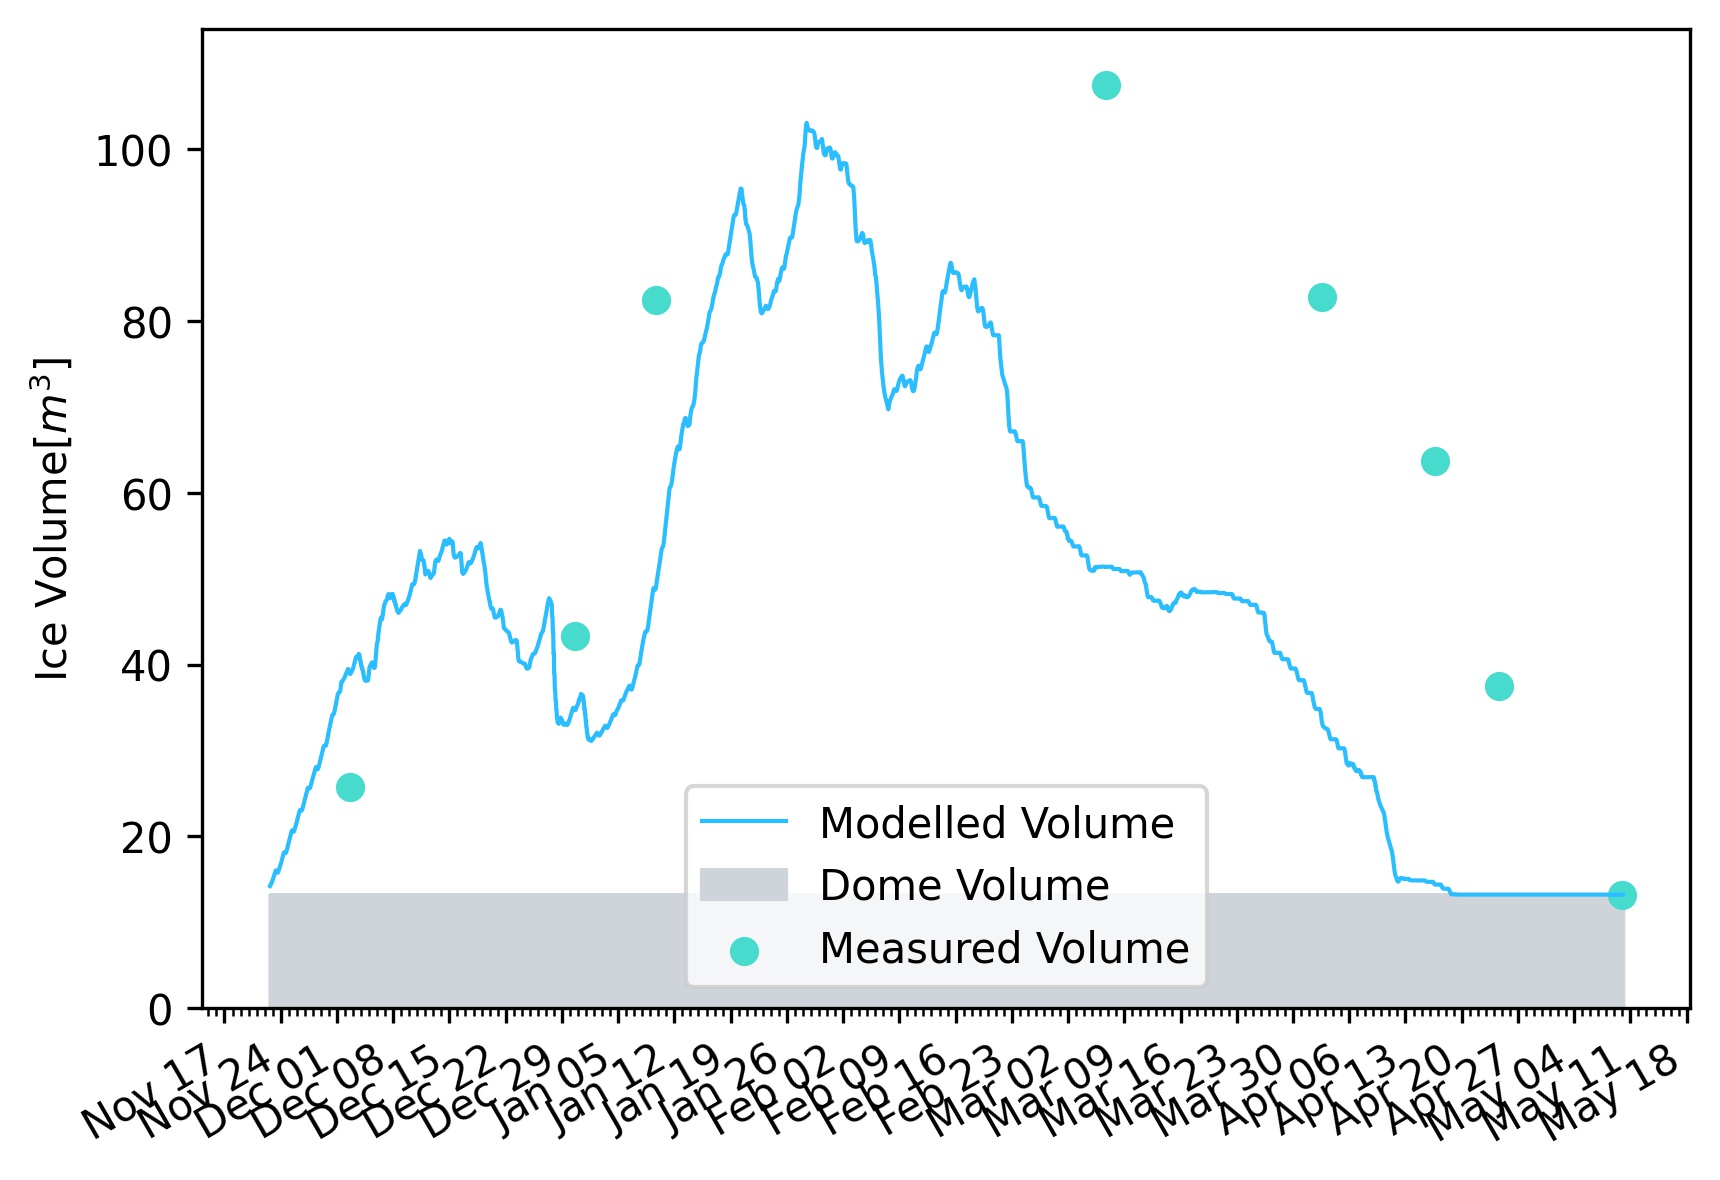 Ice Volume[m³]
100
80
60
40
20
0
Modelled Volume
Dome Volume
Measured Volume
Nov 17
Nov 24
Dec 01
Dec 08
Dec 15
Dec 22
Dec 29
Jan 05
Jan 12
Jan 19
Jan 26
Feb 02
Feb 09
Feb 16
Feb 23
Mar 02
Mar 09
Mar 16
Mar 23
Mar 30
Apr 06
Apr 13
Apr 20
Apr 27
May 04
May 11
May 18